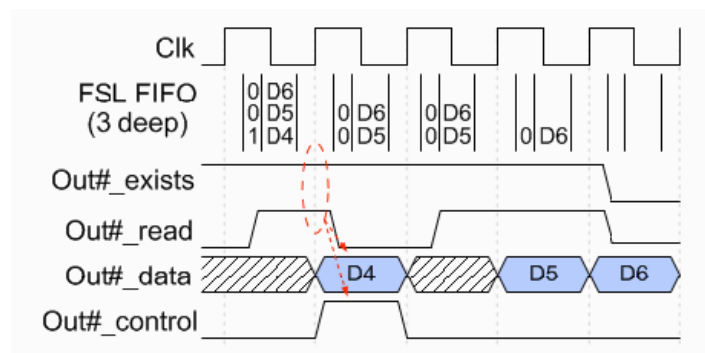 Clk
FSL FIFO
(3 deep)
0 D6
0 D5 0 D6 0 D6
1 D4 0 D5 0 D5 0 D6
Out#_exists
Out#_read
Out#_data D4 D5 D6
Out#_control